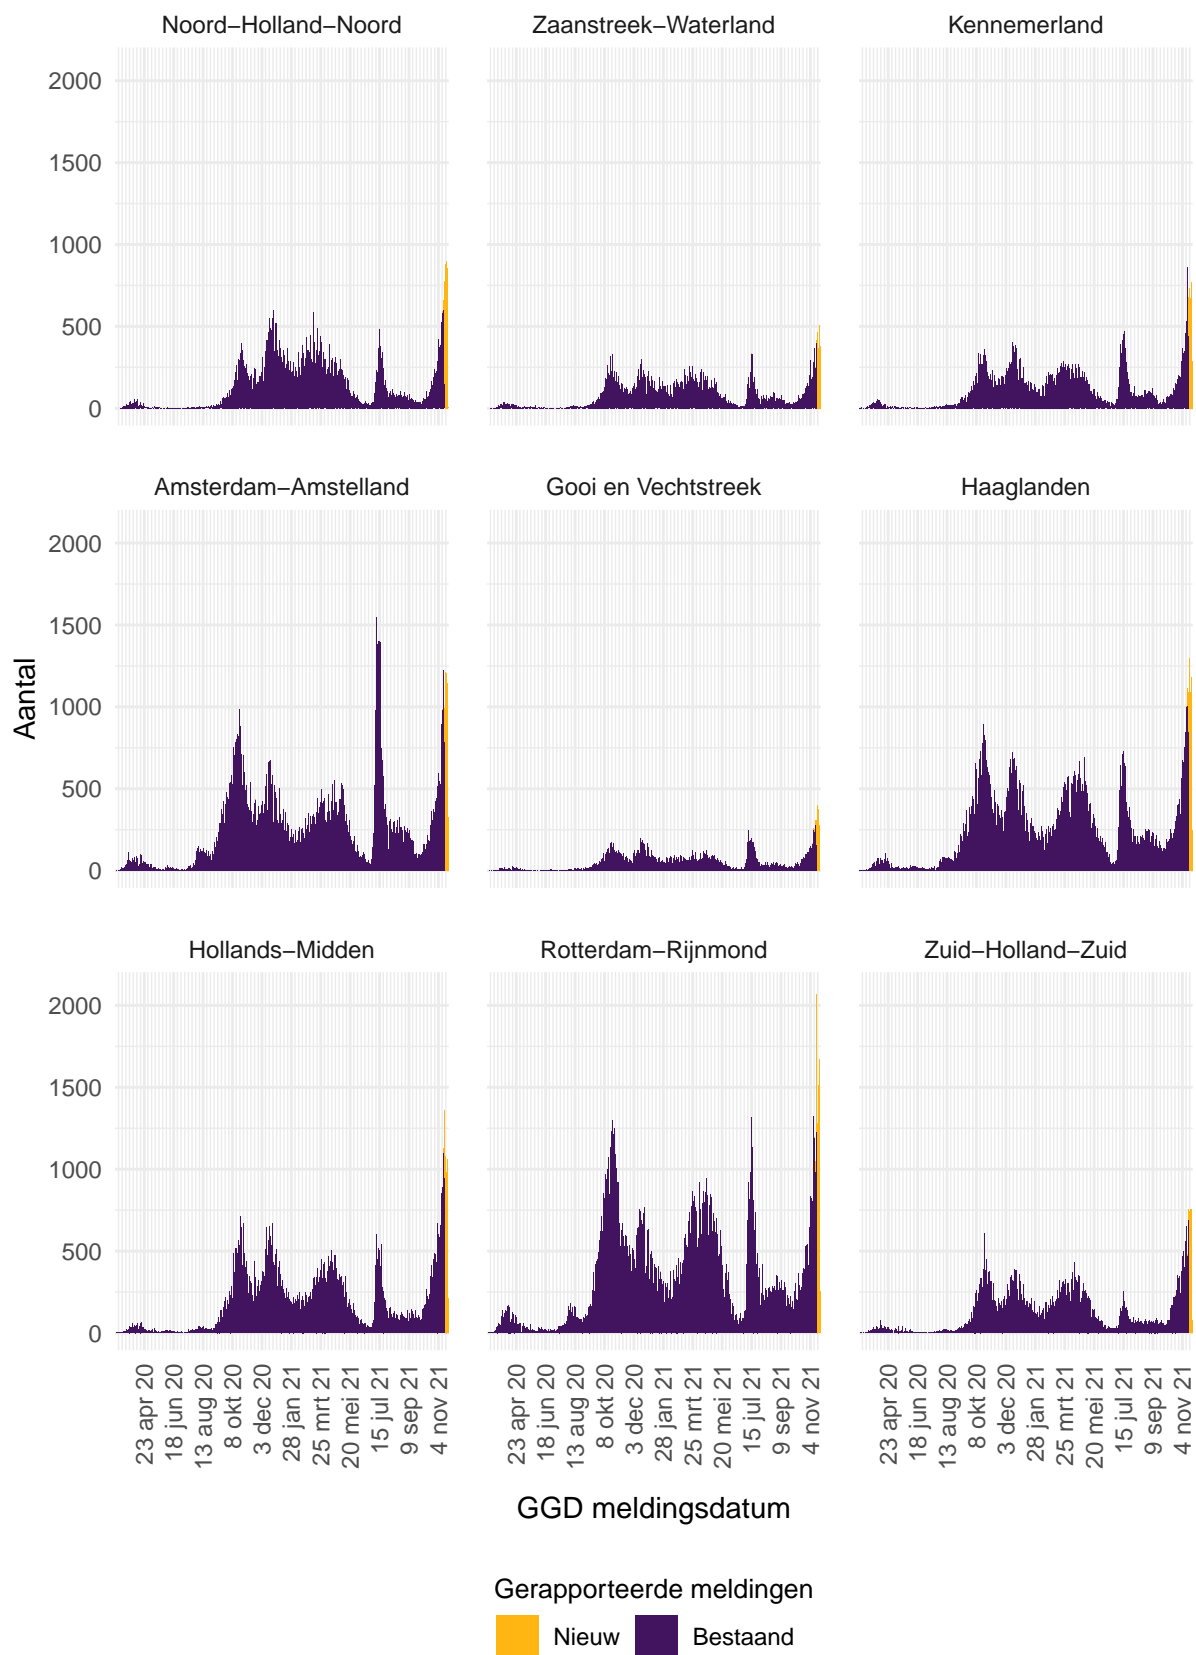 Noord−Holland−Noord Zaanstreek−Waterland Kennemerland
2000
1500
1000
500
0
Amsterdam−Amstelland Gooi en Vechtstreek Haaglanden
2000
1500
1000
500
0
Aantal
Hollands−Midden Rotterdam−Rijnmond Zuid−Holland−Zuid
2000
1500
1000
500
0
23 apr 20 18 jun 20 13 aug 20 8 okt 20 3 dec 20 28 jan 21 25 mrt 21 20 mei 21 15 jul 21 9 sep 21 4 nov 21
23 apr 20 18 jun 20 13 aug 20 8 okt 20 3 dec 20 28 jan 21 25 mrt 21 20 mei 21 15 jul 21 9 sep 21 4 nov 21
23 apr 20 18 jun 20 13 aug 20 8 okt 20 3 dec 20 28 jan 21 25 mrt 21 20 mei 21 15 jul 21 9 sep 21 4 nov 21
GGD meldingsdatum
Gerapporteerde meldingen
Nieuw Bestaand